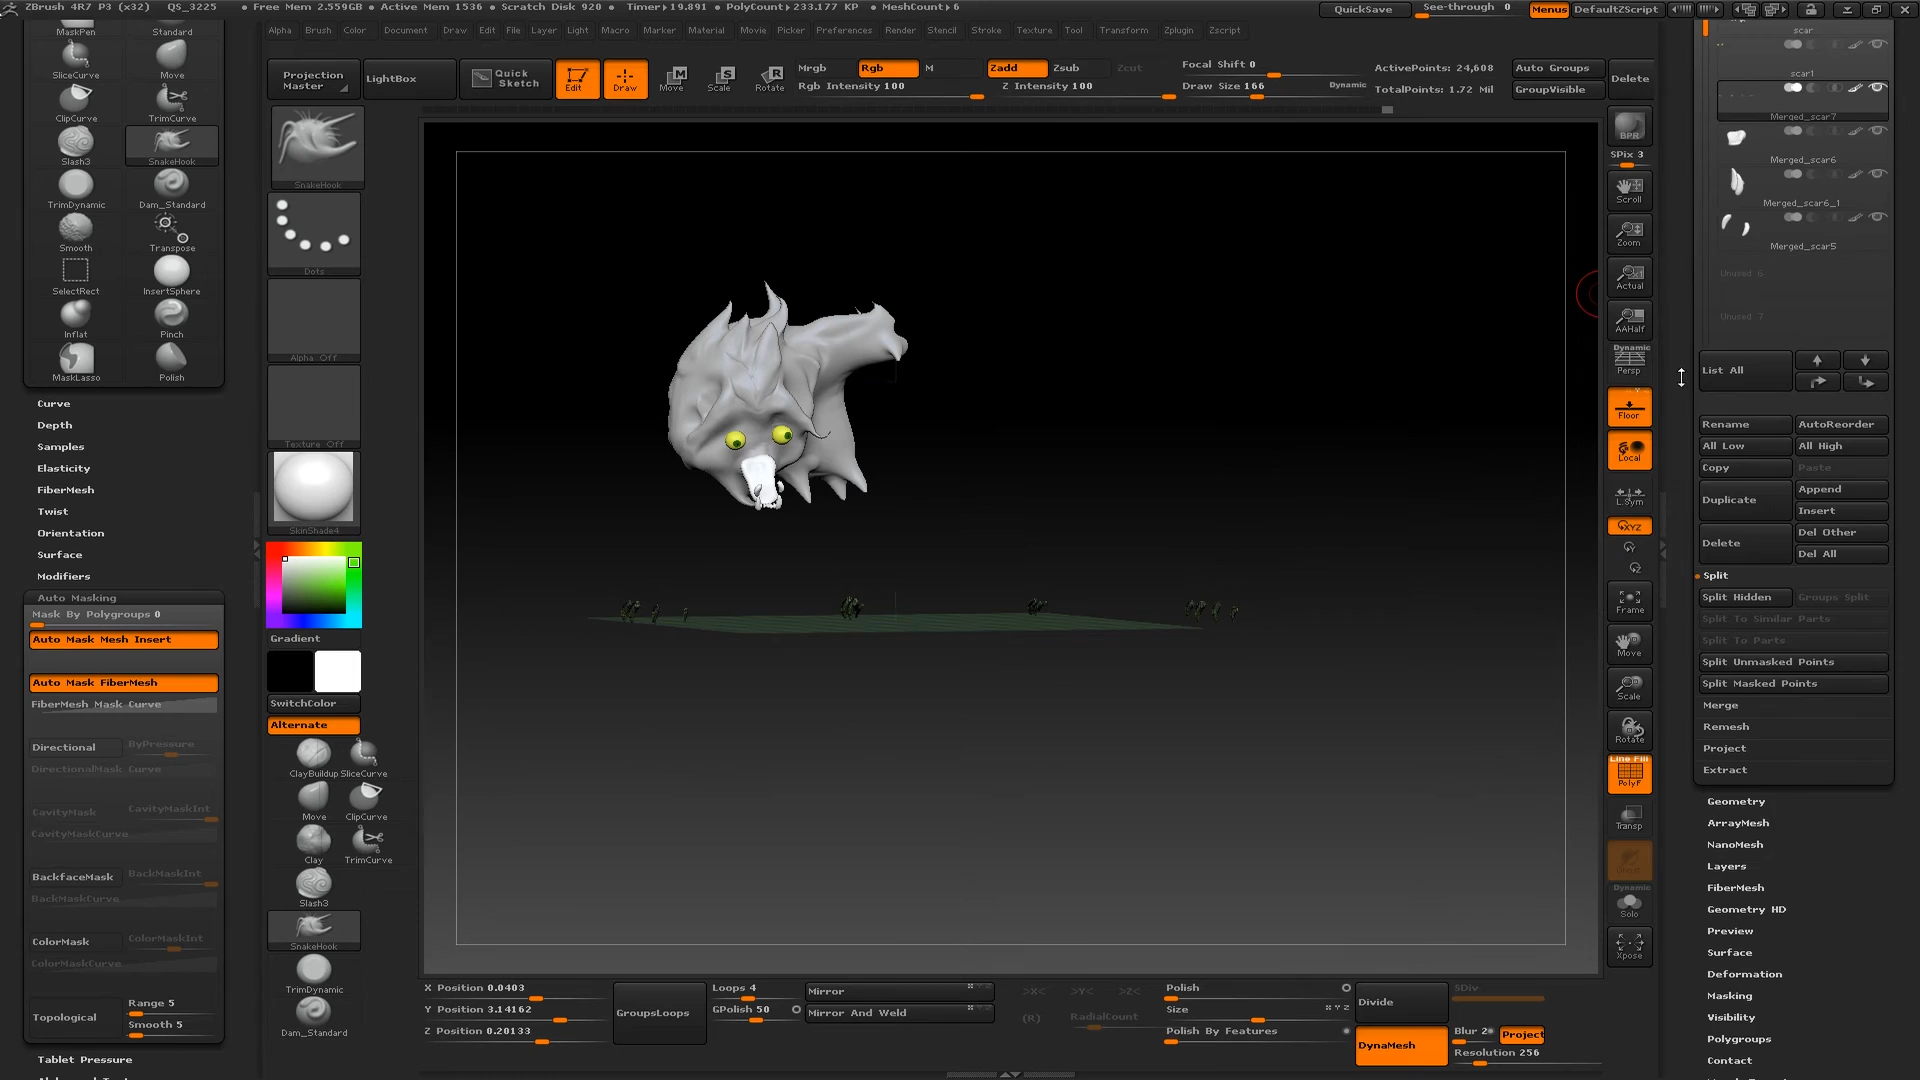 ZBrush 4R7 P3 (x32) QS_3225 • Free Mem 2.559GB • Active Mem 1536 • Scratch Disk 920 • Timer▸19.891 • PolyCount▸233.177 KP • MeshCount▸6
QuickSave See-through 0 Menus DefaultZScript
Alpha Brush Color Document Draw Edit File Layer Light Macro Marker Material Movie Picker Preferences Render Stencil Stroke Texture Tool Transform Zplugin Zscript
MaskPen Standard
SliceCurve Move
ClipCurve TrimCurve
Slash3 SnakeHook
TrimDynamic Dam_Standard
Smooth Transpose
SelectRect InsertSphere
Inflat Pinch
MaskLasso Polish
Curve
Depth
Samples
Elasticity
FiberMesh
Twist
Orientation
Surface
Modifiers
Auto Masking
Mask By Polygroups 0
Auto Mask Mesh Insert
Auto Mask FiberMesh
FiberMesh Mask Curve
Directional ByPressure
DirectionalMask Curve
CavityMask CavityMaskInt
CavityMaskCurve
BackfaceMask BackMaskInt
BackMaskCurve
ColorMask ColorMaskInt
ColorMaskCurve
Topological Range 5
Smooth 5
Tablet Pressure
Projection Master
LightBox
Quick Sketch
Edit Draw Move Scale Rotate
Mrgb Rgb M Zadd Zsub Zcut
Rgb Intensity 100 Z Intensity 100
Focal Shift 0
Draw Size 166 Dynamic
ActivePoints: 24,608
TotalPoints: 1.72 Mil
Auto Groups
GroupVisible
Delete
SnakeHook
Dots
Alpha Off
Texture Off
SkinShade4
Gradient
SwitchColor
Alternate
ClayBuildup SliceCurve
Move ClipCurve
Clay TrimCurve
Slash3
SnakeHook
TrimDynamic
Dam_Standard
BPR
SPix 3
Scroll
Zoom
Actual
AAHalf
Dynamic
Persp
Floor
Local
L.Sym
XYZ
Frame
Move
Scale
Rotate
Line Fill
PolyF
Transp
Dynamic
Solo
Xpose
scar
scar1
Merged_scar7
Merged_scar6
Merged_scar6_1
Merged_scar5
Unused 6
Unused 7
List All
Rename AutoReorder
All Low All High
Copy Paste
Duplicate Append
Insert
Delete Del Other
Del All
Split
Split Hidden Groups Split
Split To Similar Parts
Split To Parts
Split Unmasked Points
Split Masked Points
Merge
Remesh
Project
Extract
Geometry
ArrayMesh
NanoMesh
Layers
FiberMesh
Geometry HD
Preview
Surface
Deformation
Masking
Visibility
Polygroups
Contact
X Position 0.0403
Y Position 3.14162
Z Position 0.20133
GroupsLoops
Loops 4
GPolish 50
Mirror
Mirror And Weld
>X< >Y< >Z<
(R) RadialCount
Polish
Size
Polish By Features
Divide
DynaMesh
SDiv
Blur 2 Project
Resolution 256